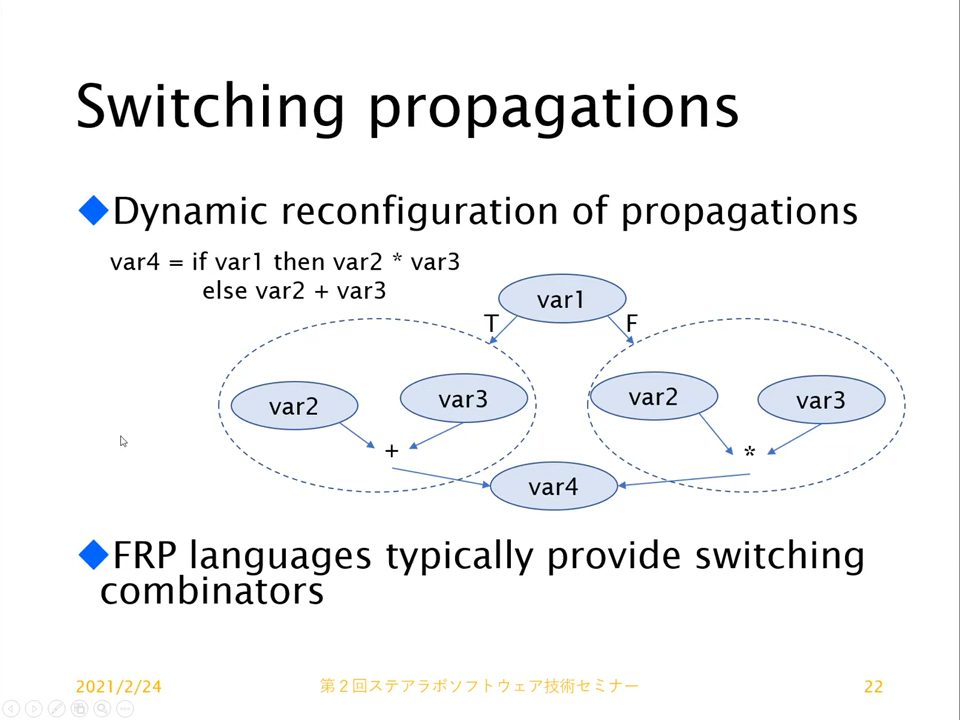 Switching propagations
Dynamic reconfiguration of propagations
var4 = if var1 then var2 * var3
else var2 + var3
var1
T
F
var2
var3
var2
var3
+
*
var4
FRP languages typically provide switching
combinators
2021/2/24
第２回ステアラボソフトウェア技術セミナー
22